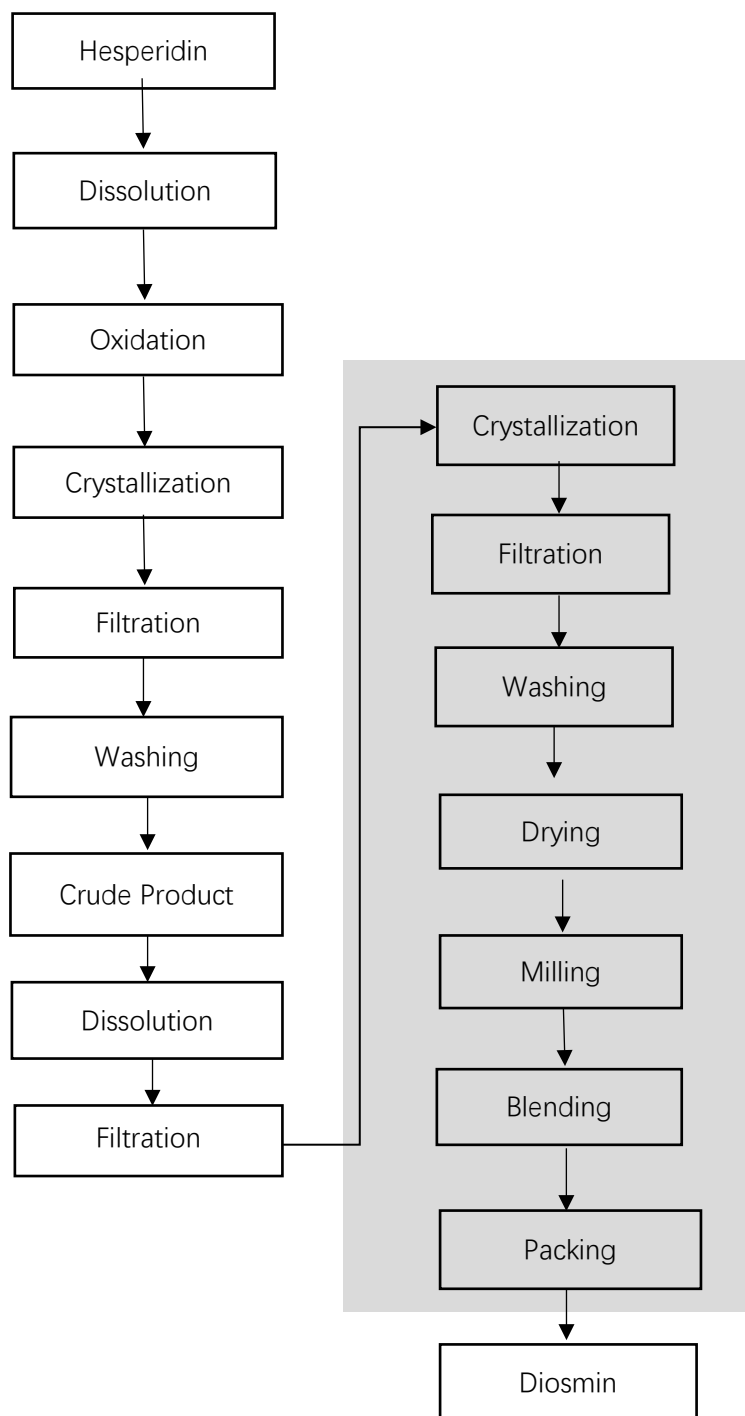 Hesperidin
Dissolution
Oxidation
Crystallization
Filtration
Washing
Crude Product
Dissolution
Filtration
Crystallization
Filtration
Washing
Drying
Milling
Blending
Packing
Diosmin